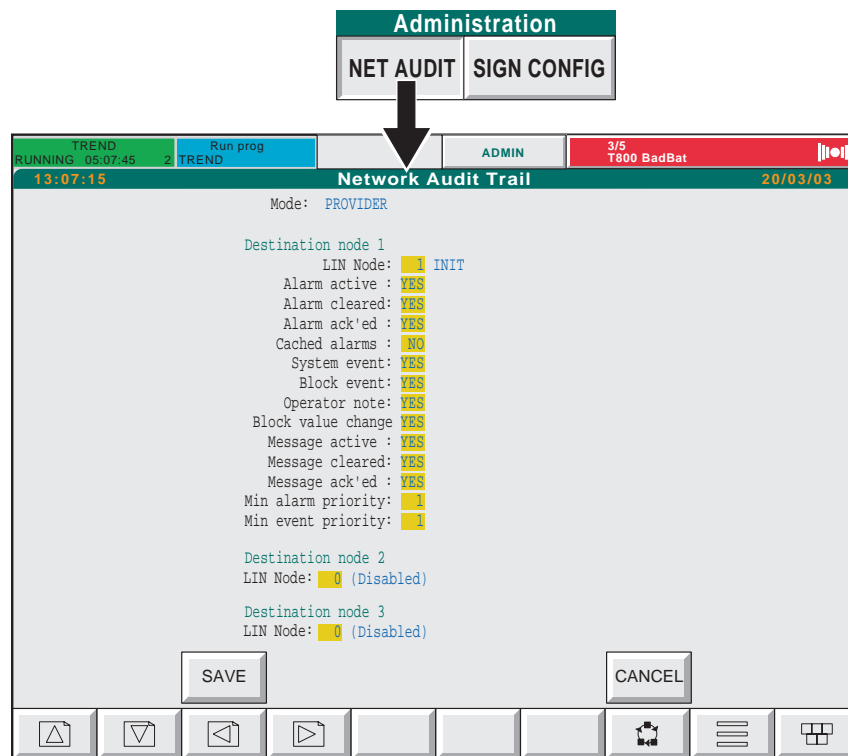 Administration
NET AUDIT SIGN CONFIG
TREND Run prog
RUNNING 05:07:45 2 TREND ADMIN 3/5
T800 BadBat
13:07:15 Network Audit Trail 20/03/03
Mode: PROVIDER
Destination node 1
LIN Node: 1 INIT
Alarm active : YES
Alarm cleared: YES
Alarm ack'ed : YES
Cached alarms : NO
System event: YES
Block event: YES
Operator note: YES
Block value change YES
Message active : YES
Message cleared: YES
Message ack'ed : YES
Min alarm priority: 1
Min event priority: 1
Destination node 2
LIN Node: 0 (Disabled)
Destination node 3
LIN Node: 0 (Disabled)
SAVE CANCEL